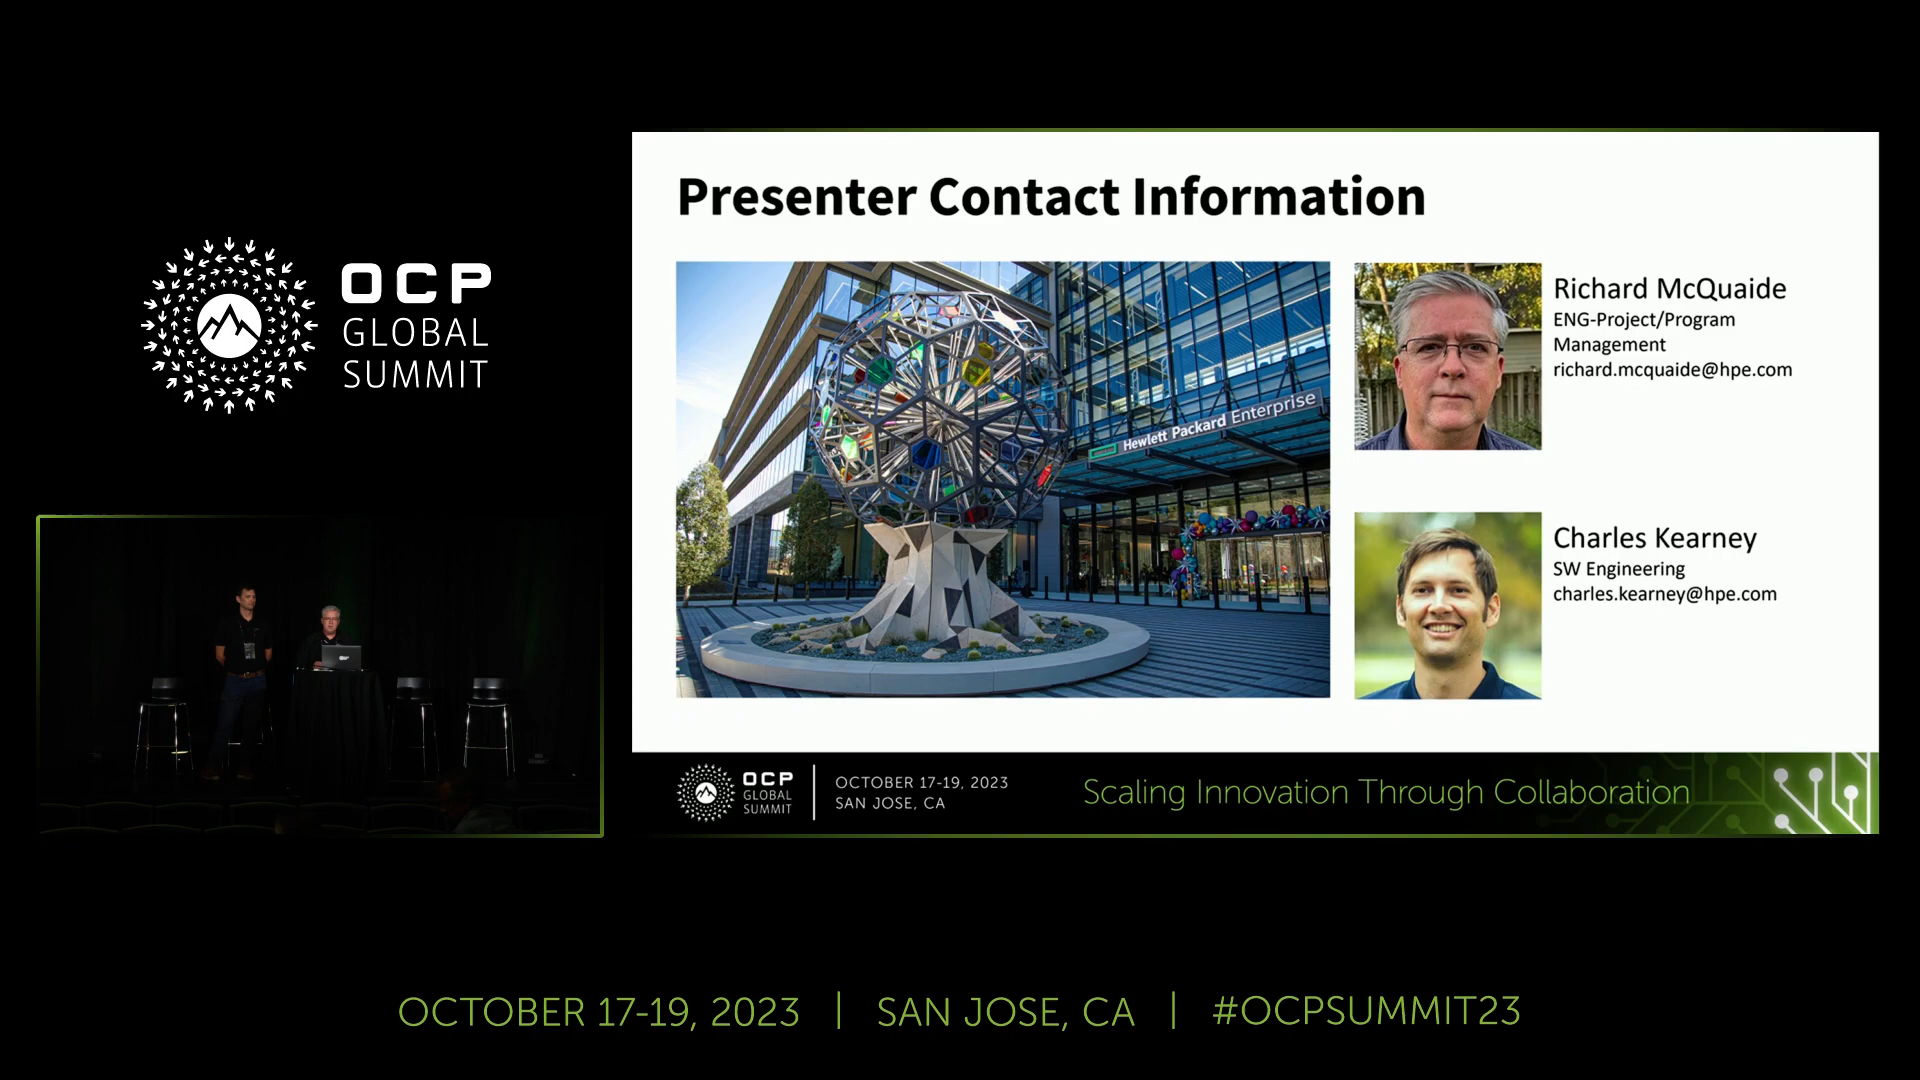 OCP
GLOBAL
SUMMIT
Presenter Contact Information
Hewlett Packard Enterprise
Richard McQuaide
ENG-Project/Program
Management
richard.mcquaide@hpe.com
Charles Kearney
SW Engineering
charles.kearney@hpe.com
OCP
GLOBAL
SUMMIT
OCTOBER 17-19, 2023
SAN JOSE, CA
Scaling Innovation Through Collaboration
OCTOBER 17-19, 2023 | SAN JOSE, CA | #OCPSUMMIT23